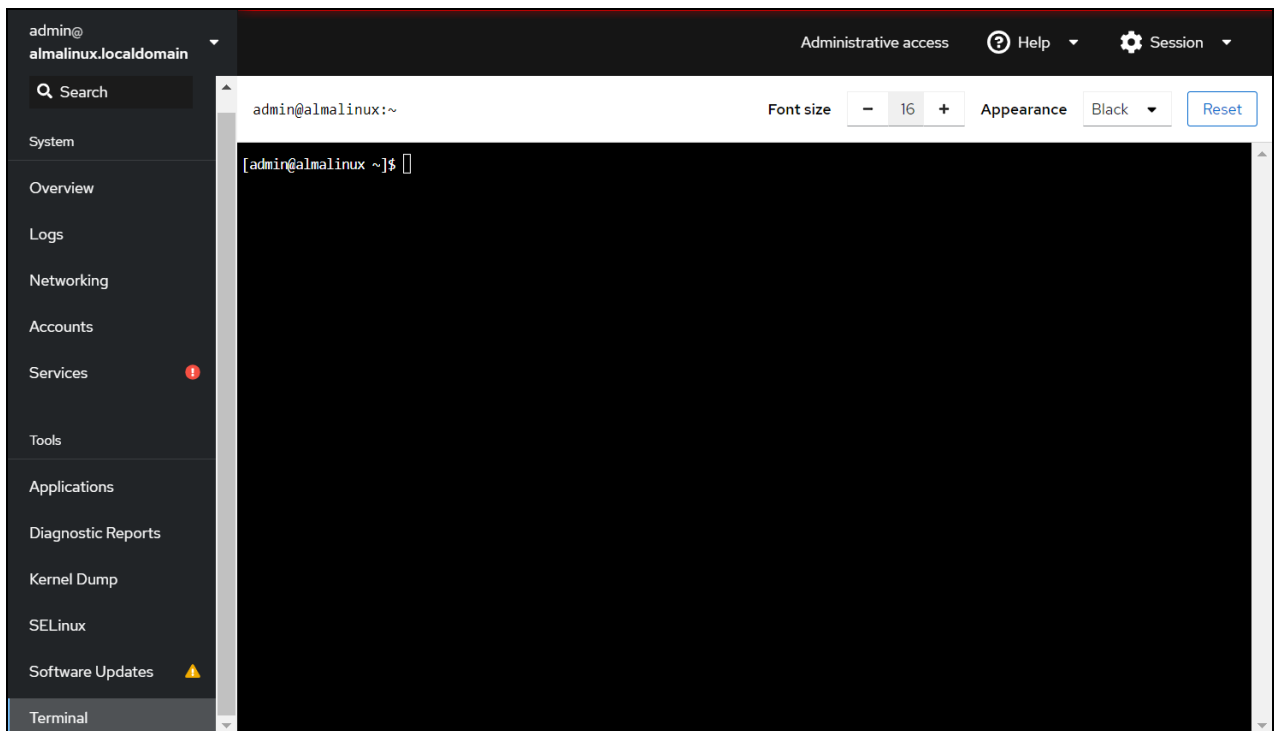 admin@
almalinux.localdomain
Administrative access
Help
Session
Search
admin@almalinux:~
Font size
16
Appearance
Black
Reset
System
[admin@almalinux ~]$
Overview
Logs
Networking
Accounts
Services
Tools
Applications
Diagnostic Reports
Kernel Dump
SELinux
Software Updates
Terminal